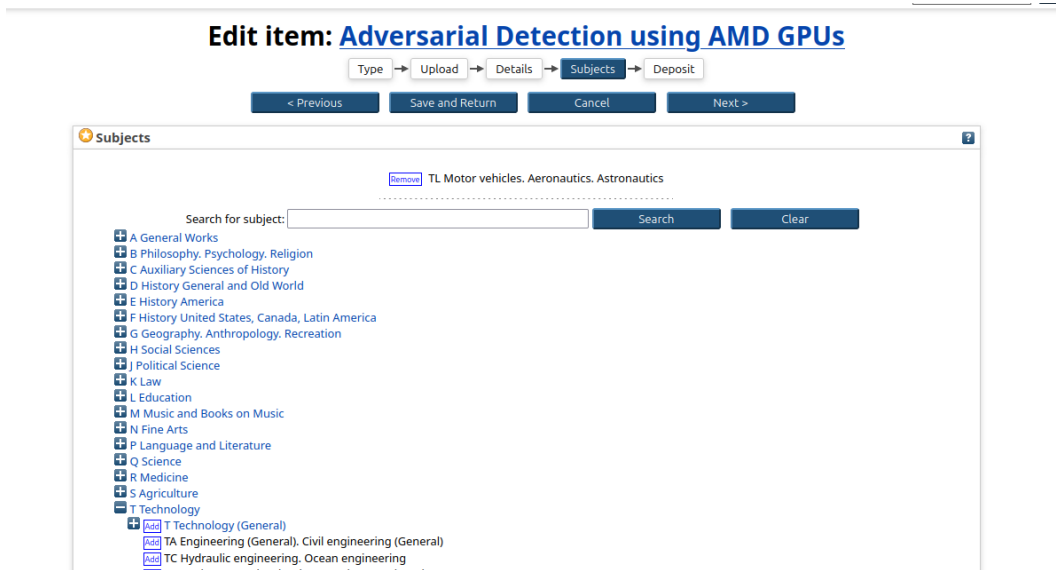 Edit item: Adversarial Detection using AMD GPUs
Type Upload Details Subjects Deposit
< Previous Save and Return Cancel Next >
Subjects ?
Remove TL Motor vehicles. Aeronautics. Astronautics
Search for subject: Search Clear
A General Works
B Philosophy. Psychology. Religion
C Auxiliary Sciences of History
D History General and Old World
E History America
F History United States, Canada, Latin America
G Geography. Anthropology. Recreation
H Social Sciences
J Political Science
K Law
L Education
M Music and Books on Music
N Fine Arts
P Language and Literature
Q Science
R Medicine
S Agriculture
T Technology
Add T Technology (General)
Add TA Engineering (General). Civil engineering (General)
Add TC Hydraulic engineering. Ocean engineering